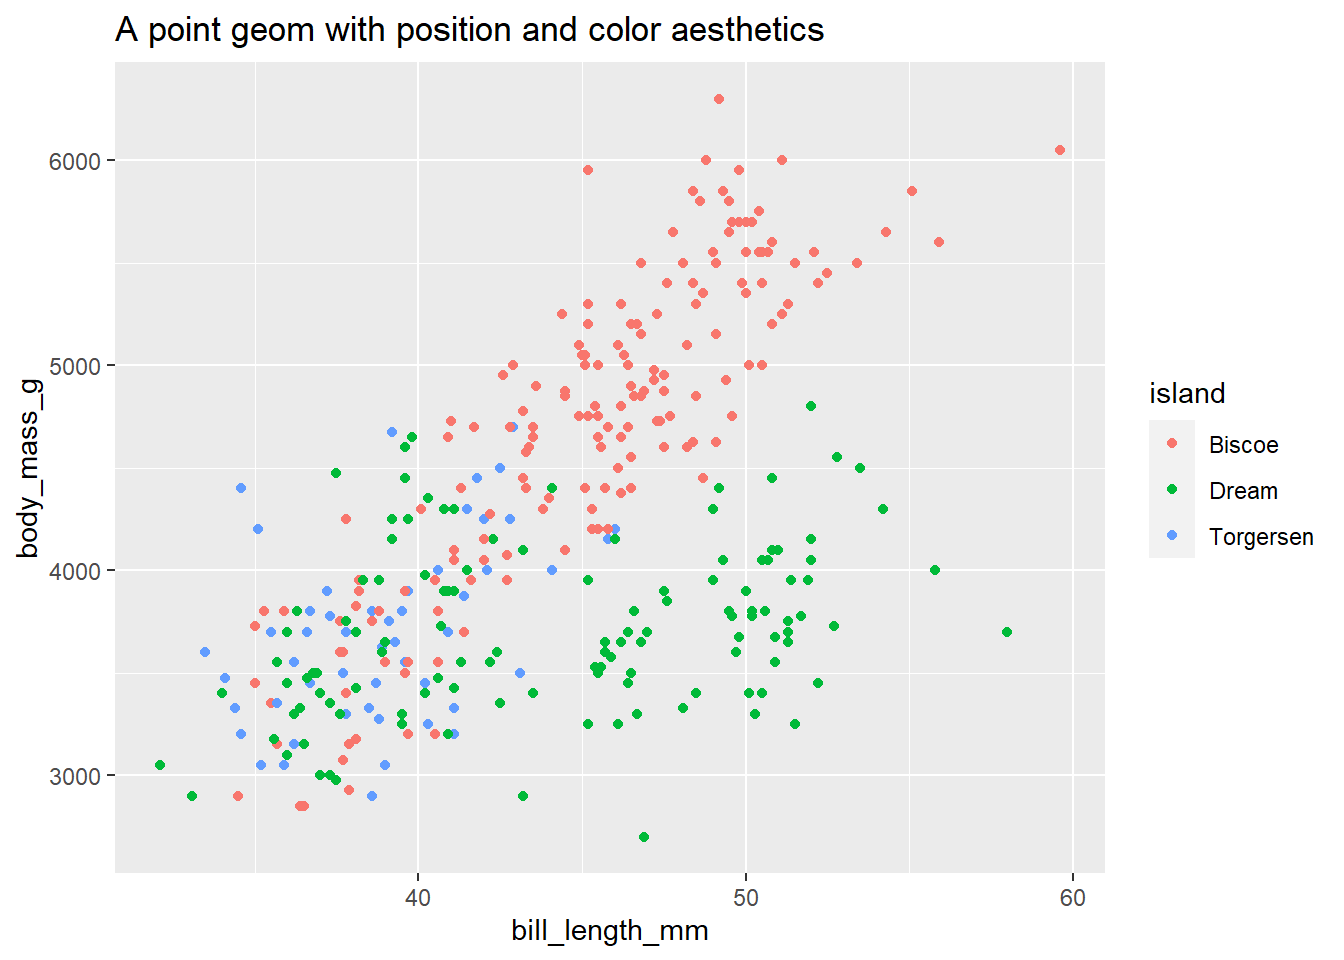 A point geom with position and color aesthetics
6000
5000
4000
3000
body_mass_g
40
50
60
bill_length_mm
island
Biscoe
Dream
Torgersen